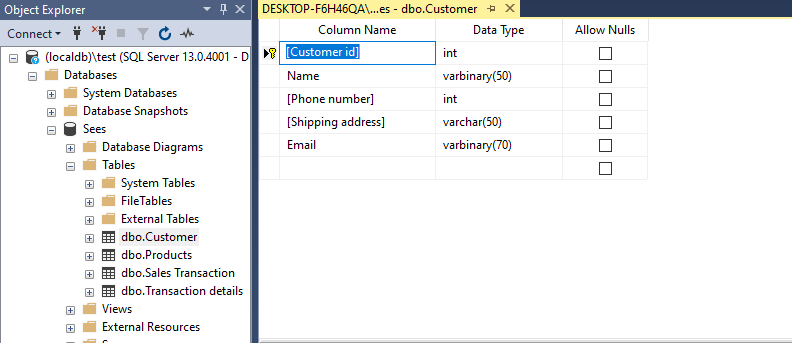 Object Explorer
Connect
(localdb)\test (SQL Server 13.0.4001 - D
Databases
System Databases
Database Snapshots
Sees
Database Diagrams
Tables
System Tables
FileTables
External Tables
dbo.Customer
dbo.Products
dbo.Sales Transaction
dbo.Transaction details
Views
External Resources
DESKTOP-F6H46QA\...es - dbo.Customer
Column Name Data Type Allow Nulls
[Customer id] int
Name varbinary(50)
[Phone number] int
[Shipping address] varchar(50)
Email varbinary(70)